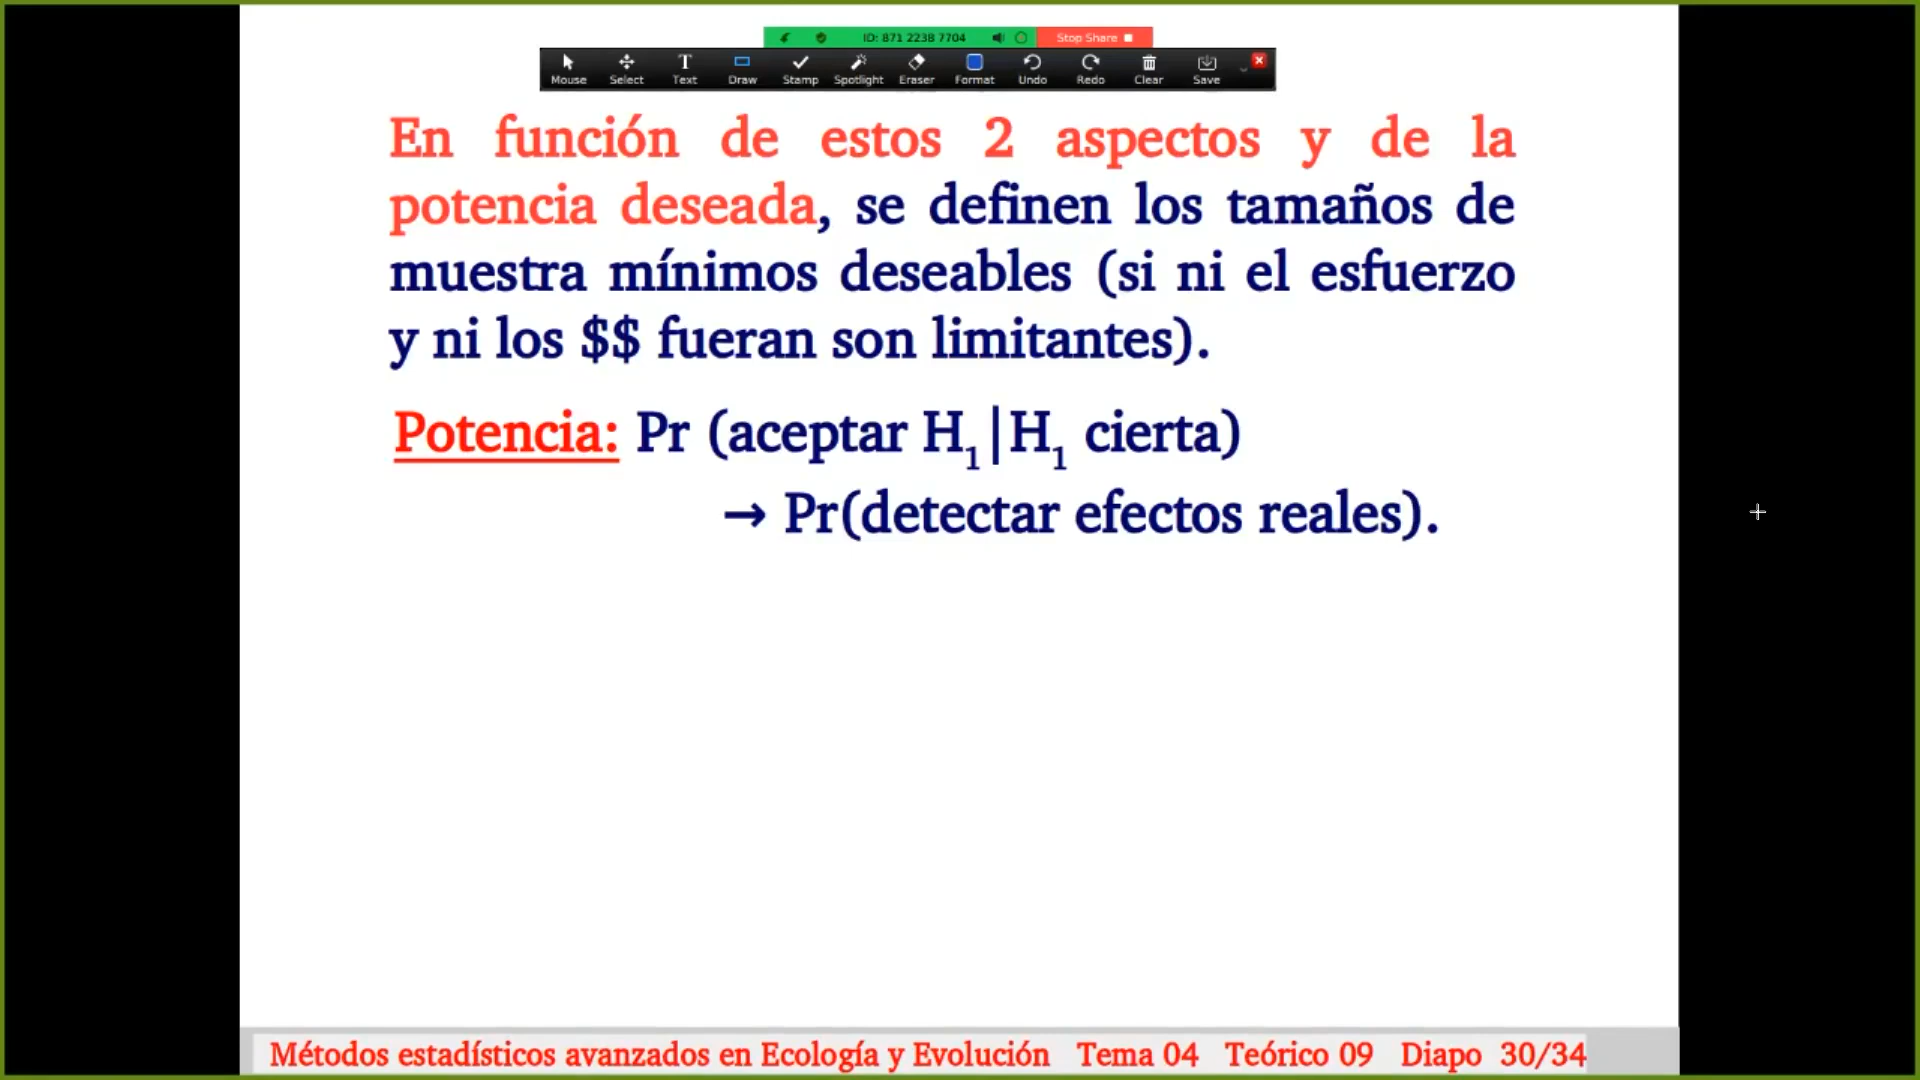 ID: 871 2238 7704 Stop Share
Mouse Select Text Draw Stamp Spotlight Eraser Format Undo Redo Clear Save
En función de estos 2 aspectos y de la
potencia deseada, se definen los tamaños de
muestra mínimos deseables (si ni el esfuerzo
y ni los $$ fueran son limitantes).
Potencia: Pr (aceptar H₁|H₁ cierta)
→ Pr(detectar efectos reales).
Métodos estadísticos avanzados en Ecología y Evolución Tema 04 Teórico 09 Diapo 30/34